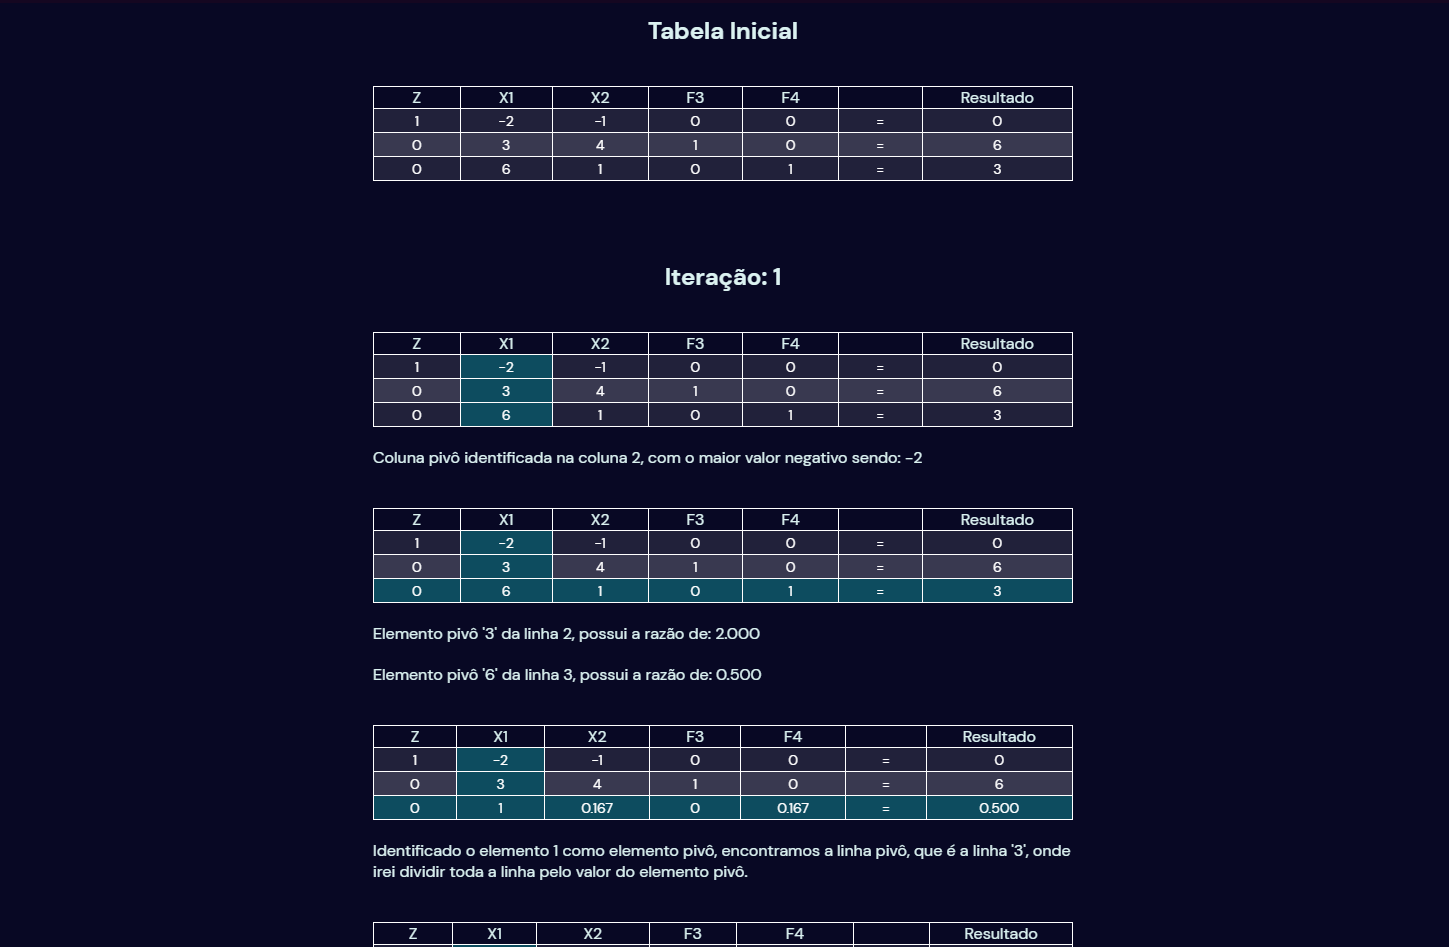 Tabela Inicial
Z X1 X2 F3 F4 Resultado
1 -2 -1 0 0 = 0
0 3 4 1 0 = 6
0 6 1 0 1 = 3
Iteração: 1
Z X1 X2 F3 F4 Resultado
1 -2 -1 0 0 = 0
0 3 4 1 0 = 6
0 6 1 0 1 = 3
Coluna pivô identificada na coluna 2, com o maior valor negativo sendo: -2
Z X1 X2 F3 F4 Resultado
1 -2 -1 0 0 = 0
0 3 4 1 0 = 6
0 6 1 0 1 = 3
Elemento pivô '3' da linha 2, possui a razão de: 2.000
Elemento pivô '6' da linha 3, possui a razão de: 0.500
Z X1 X2 F3 F4 Resultado
1 -2 -1 0 0 = 0
0 3 4 1 0 = 6
0 1 0.167 0 0.167 = 0.500
Identificado o elemento 1 como elemento pivô, encontramos a linha pivô, que é a linha '3', onde
irei dividir toda a linha pelo valor do elemento pivô.
Z X1 X2 F3 F4 Resultado